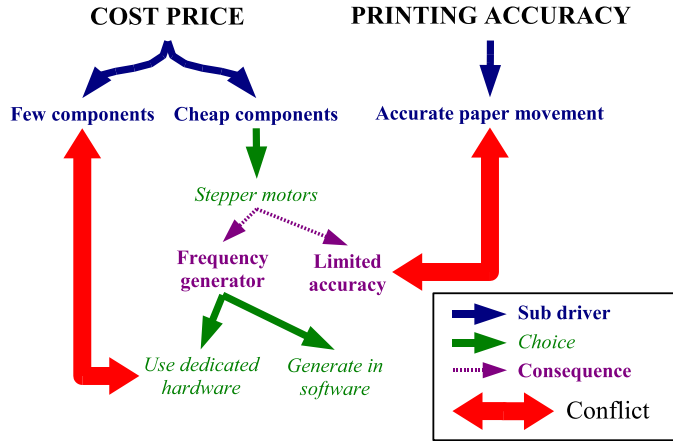 COST PRICE
PRINTING ACCURACY
Few components
Cheap components
Accurate paper movement
Stepper motors
Frequency
generator
Limited
accuracy
Use dedicated
hardware
Generate in
software
Sub driver
Choice
Consequence
Conflict